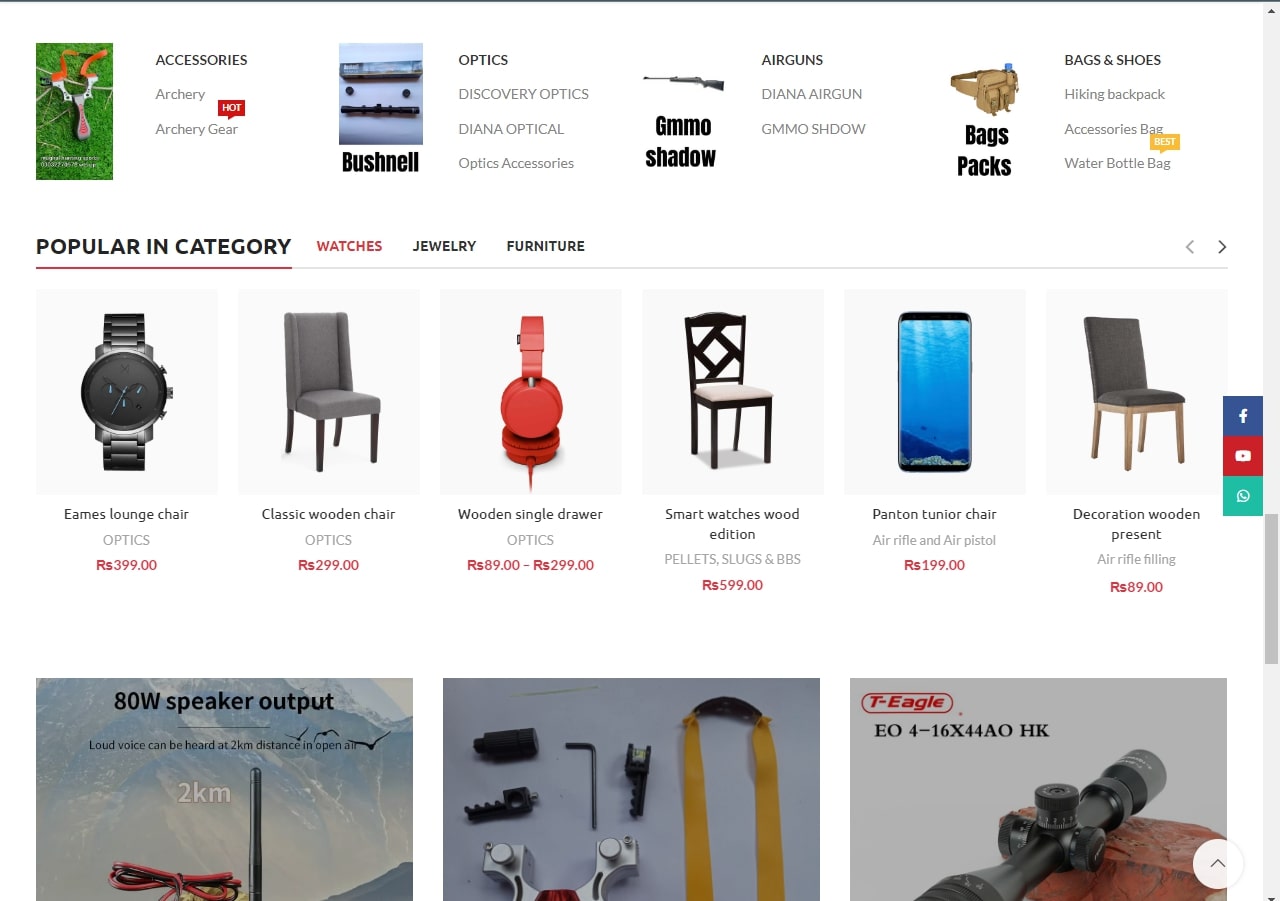 ACCESSORIES
Archery
HOT
Archery Gear
OPTICS
DISCOVERY OPTICS
DIANA OPTICAL
Optics Accessories
Bushnell
AIRGUNS
DIANA AIRGUN
GMMO SHDOW
Gmmo
shadow
BAGS & SHOES
Hiking backpack
Accessories Bag
BEST
Water Bottle Bag
Bags
Packs
POPULAR IN CATEGORY WATCHES JEWELRY FURNITURE
Eames lounge chair
OPTICS
₨399.00
Classic wooden chair
OPTICS
₨299.00
Wooden single drawer
OPTICS
₨89.00 – ₨299.00
Smart watches wood
edition
PELLETS, SLUGS & BBS
₨599.00
Panton tunior chair
Air rifle and Air pistol
₨199.00
Decoration wooden
present
Air rifle filling
₨89.00
80W speaker output
Loud voice can be heard at 2km distance in open air
2km
T-Eagle
EO 4-16X44AO HK